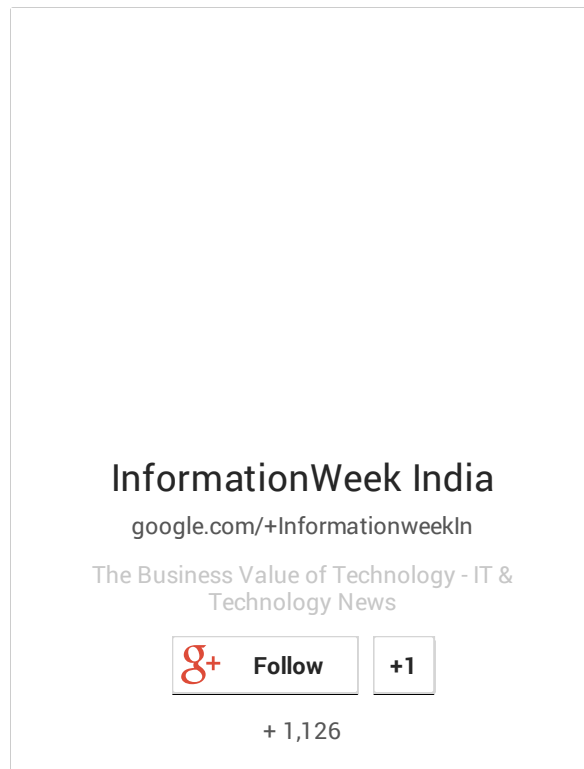 InformationWeek India
google.com/+InformationweekIn
The Business Value of Technology - IT &
Technology News
g+ Follow +1
+ 1,126